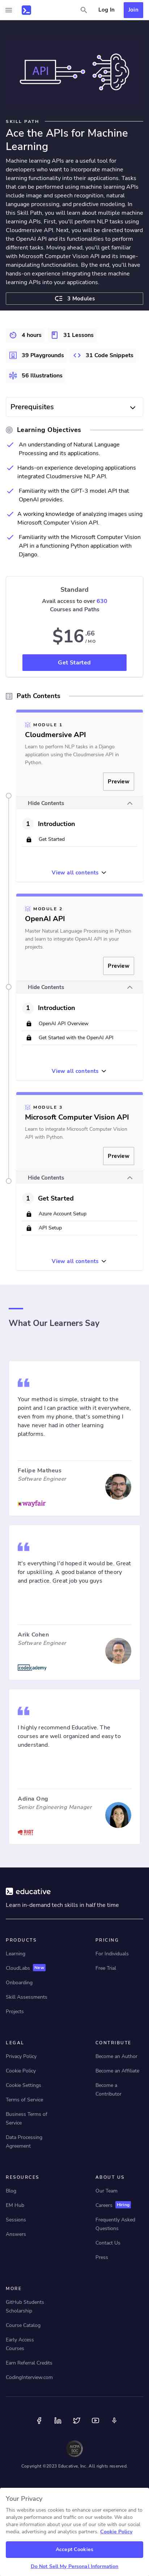 Log In
Join
API
SKILL PATH
Ace the APIs for Machine
Learning
Machine learning APIs are a useful tool for
developers who want to incorporate machine
learning functionality into their applications. Tasks
that can be performed using machine learning APIs
include image and speech recognition, natural
language processing, and recommendation systems.
In this Skill Path, you will learn about multiple machine
learning APIs. First, you'll perform NLP tasks using
Cloudmersive API. Next, you will be directed toward
the OpenAI API and its functionalities to perform
different tasks. Moving ahead, you'll get familiar
with Microsoft Computer Vision API and its image-
manipulating capabilities. By the end, you'll have a
hands-on experience to integrate these machine
learning APIs into your applications.
3 Modules
4 hours
31 Lessons
39 Playgrounds
31 Code Snippets
56 Illustrations
Prerequisites
Learning Objectives
An understanding of Natural Language
Processing and its applications.
Hands-on experience developing applications
integrated Cloudmersive NLP API.
Familiarity with the GPT-3 model API that
OpenAI provides.
A working knowledge of analyzing images using
Microsoft Computer Vision API.
Familiarity with the Microsoft Computer Vision
API in a functioning Python application with
Django.
Standard
Avail access to over 630
Courses and Paths
$16.66
/ MO
Get Started
Path Contents
MODULE 1
Cloudmersive API
Learn to perform NLP tasks in a Django
application using the Cloudmersive API in
Python.
Preview
Hide Contents
1 Introduction
Get Started
View all contents
MODULE 2
OpenAI API
Master Natural Language Processing in Python
and learn to integrate OpenAI API in your
projects.
Preview
Hide Contents
1 Introduction
OpenAI API Overview
Get Started with the OpenAI API
View all contents
MODULE 3
Microsoft Computer Vision API
Learn to integrate Microsoft Computer Vision
API with Python.
Preview
Hide Contents
1 Get Started
Azure Account Setup
API Setup
View all contents
What Our Learners Say
Your method is simple, straight to the
point and I can practice with it everywhere,
even from my phone, that's something I
have never had in other learning
platforms.
Felipe Matheus
Software Engineer
wayfair
It's everything I'd hoped it would be. Great
for upskilling. A good balance of theory
and practice. Great job you guys
Arik Cohen
Software Engineer
codecademy
I highly recommend Educative. The
courses are well organized and easy to
understand.
Adina Ong
Senior Engineering Manager
RIOT
educative
Learn in-demand tech skills in half the time
PRODUCTS
Learning
CloudLabs New
Onboarding
Skill Assessments
Projects
PRICING
For Individuals
Free Trial
LEGAL
Privacy Policy
Cookie Policy
Cookie Settings
Terms of Service
Business Terms of
Service
Data Processing
Agreement
CONTRIBUTE
Become an Author
Become an Affiliate
Become a
Contributor
RESOURCES
Blog
EM Hub
Sessions
Answers
ABOUT US
Our Team
Careers Hiring
Frequently Asked
Questions
Contact Us
Press
MORE
GitHub Students
Scholarship
Course Catalog
Early Access
Courses
Earn Referral Credits
CodingInterview.com
Copyright ©2023 Educative, Inc. All rights reserved.
Your Privacy
We and our partners use cookies to enhance your
experience and analyze product usage. By continuing
to use this website, you agree to our terms of use,
media, advertising and analytics partners. Cookie Policy
Accept Cookies
Do Not Sell My Personal Information